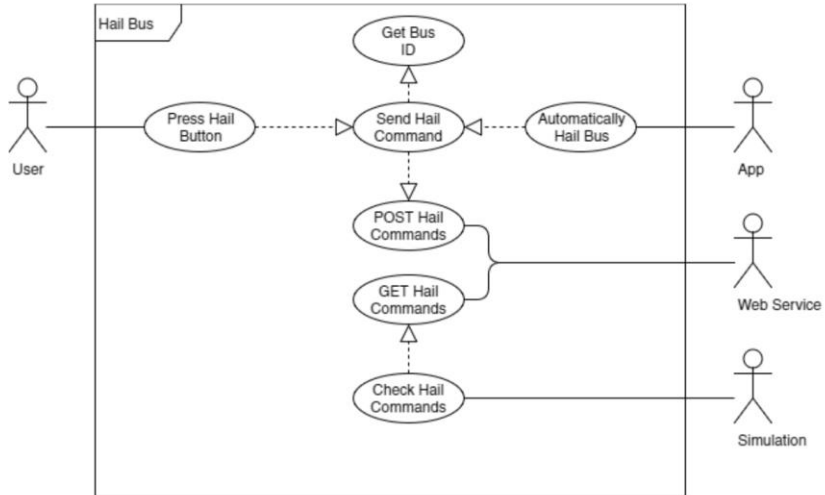 Hail Bus
Get Bus
ID
Press Hail
Button
Send Hail
Command
Automatically
Hail Bus
User
App
POST Hail
Commands
GET Hail
Commands
Web Service
Check Hail
Commands
Simulation